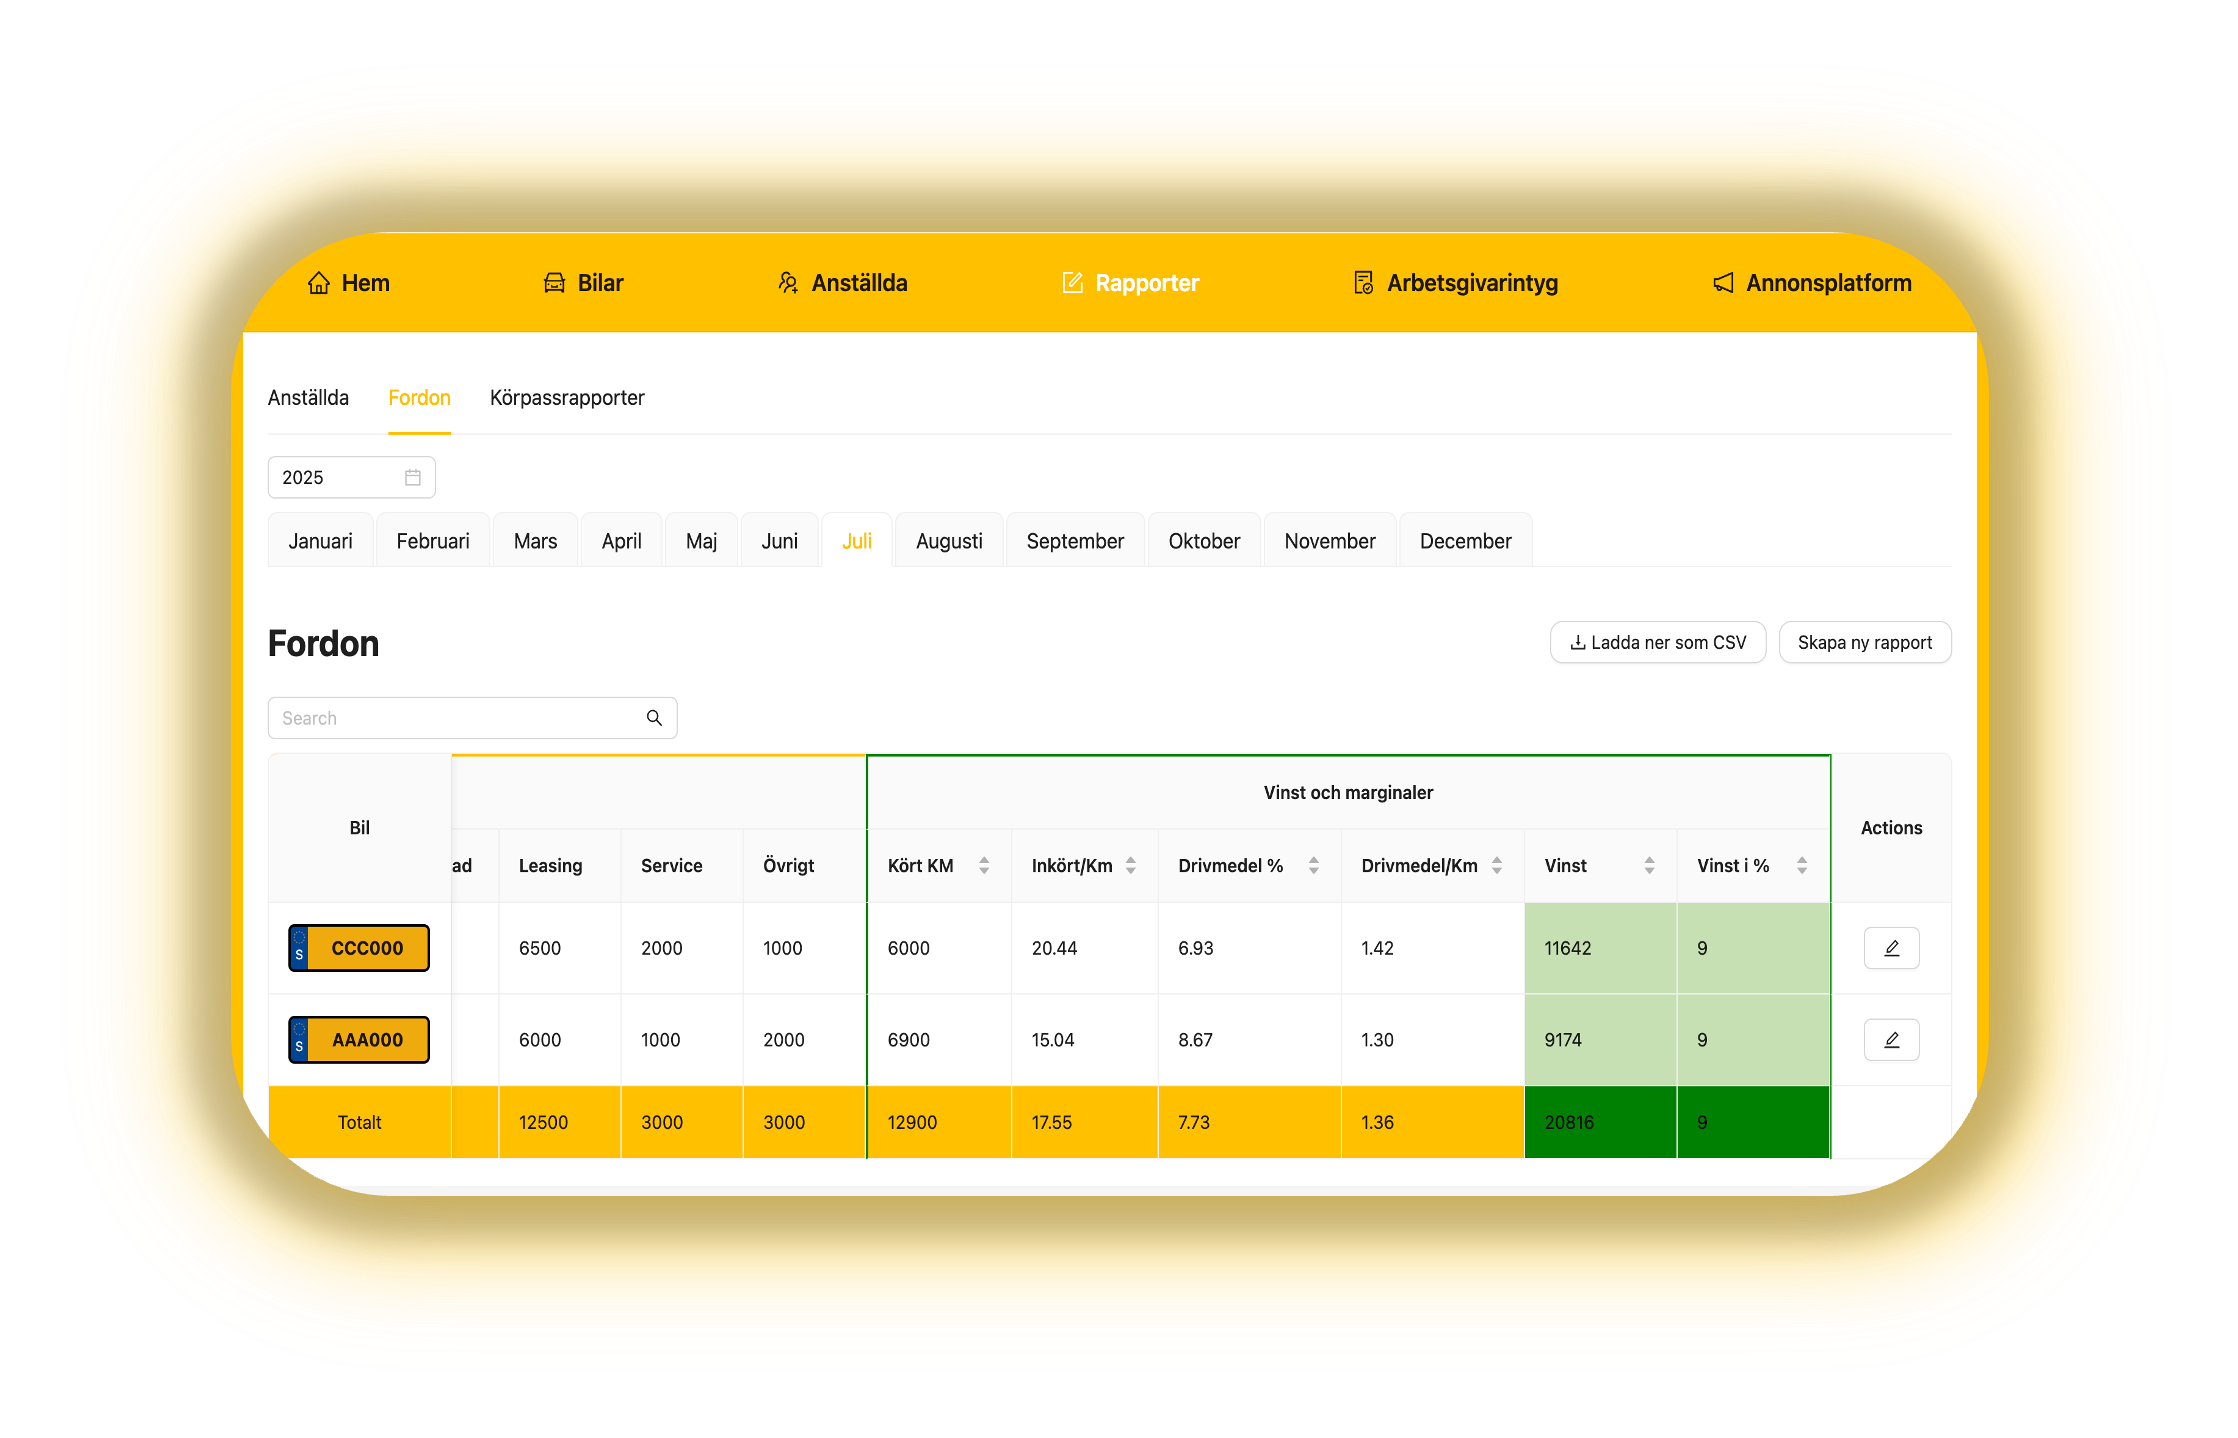 Hem Bilar Anställda Rapporter Arbetsgivarintyg Annonsplatform
Anställda Fordon Körpassrapporter
2025
Januari Februari Mars April Maj Juni Juli Augusti September Oktober November December
Fordon
Ladda ner som CSV Skapa ny rapport
Search
Bil Vinst och marginaler Actions
ad Leasing Service Övrigt Kört KM Inkört/Km Drivmedel % Drivmedel/Km Vinst Vinst i %
S CCC000 6500 2000 1000 6000 20.44 6.93 1.42 11642 9
S AAA000 6000 1000 2000 6900 15.04 8.67 1.30 9174 9
Totalt 12500 3000 3000 12900 17.55 7.73 1.36 20816 9